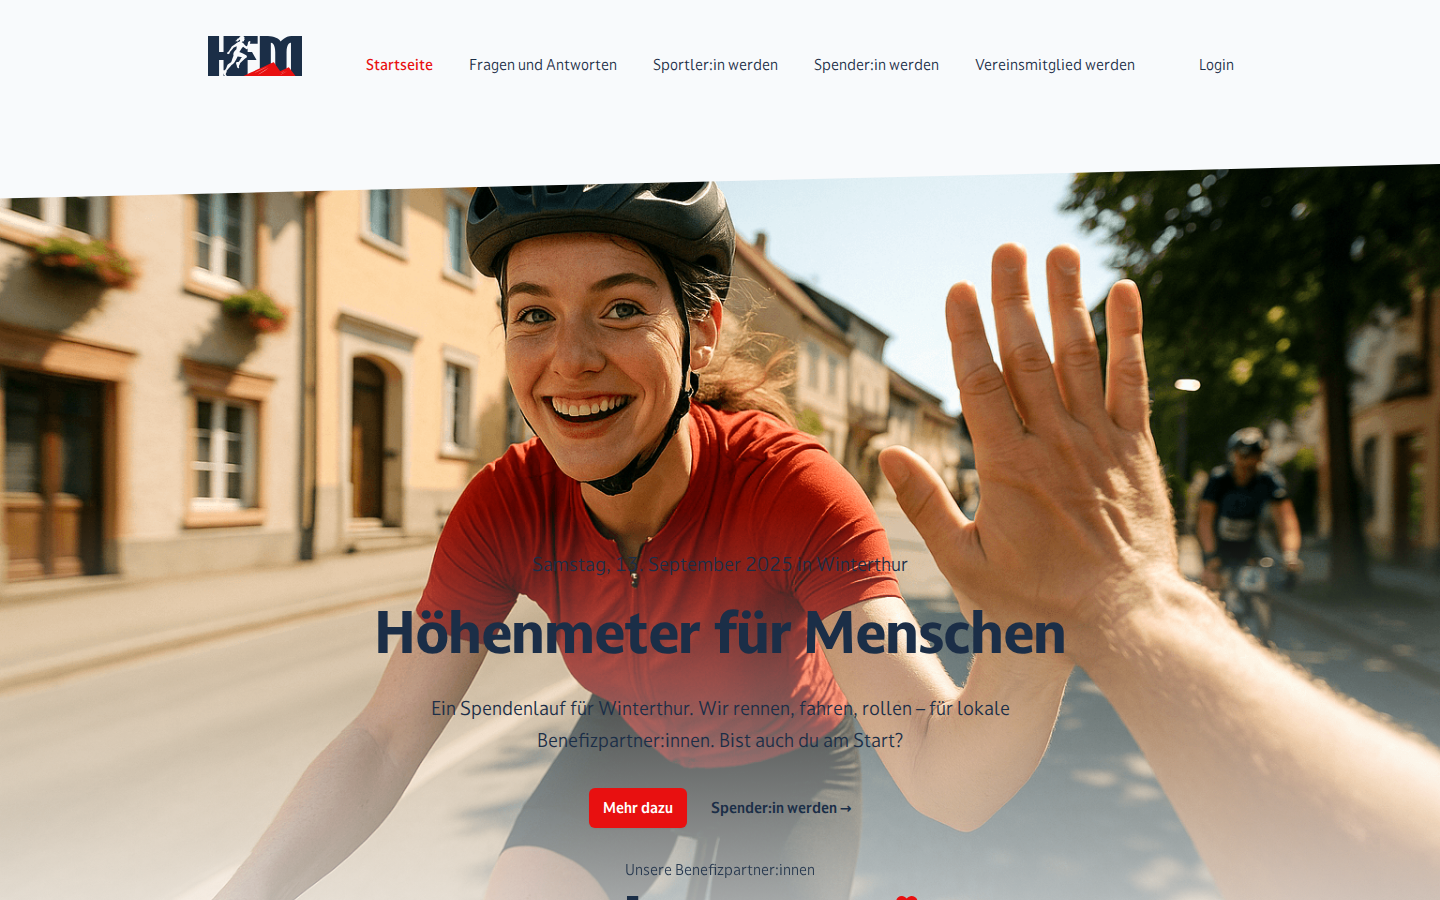 HFM
Startseite
Fragen und Antworten
Sportler:in werden
Spender:in werden
Vereinsmitglied werden
Login
Samstag, September 2025 in Winterthur
Höhenmeter für Menschen
Ein Spendenlauf für Winterthur. Wir rennen, fahren, rollen – für lokale
Benefizpartner:innen. Bist auch du am Start?
Mehr dazu
Spender:in werden →
Unsere Benefizpartner:innen